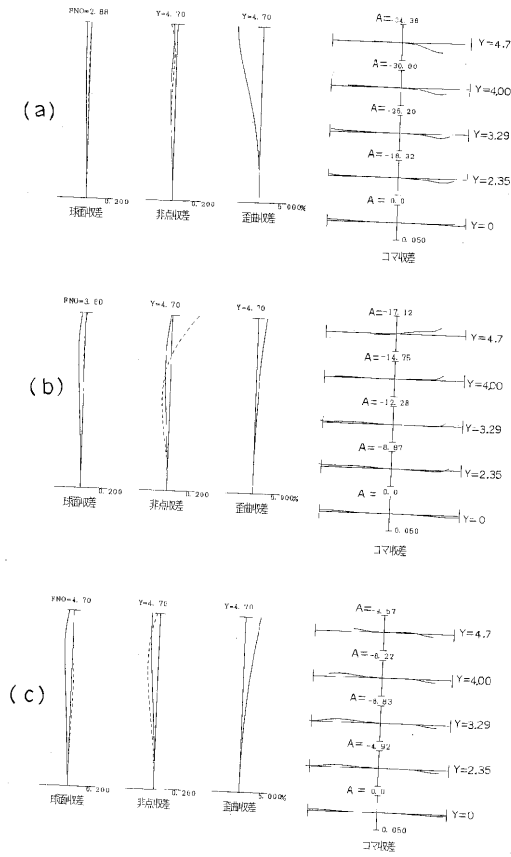 (a)
FNO=2.88
Y=4.70
Y=4.70
0.200
0.200
5.000%
球面収差
非点収差
歪曲収差
A=-34.38
Y=4.7
A=-30.00
Y=4.00
A=-25.20
Y=3.29
A=-18.32
Y=2.35
A=0.0
Y=0
0.050
コマ収差
(b)
FNO=3.60
Y=4.70
Y=4.70
0.200
0.200
5.000%
球面収差
非点収差
歪曲収差
A=-17.12
Y=4.7
A=-14.75
Y=4.00
A=-12.28
Y=3.29
A=-8.87
Y=2.35
A=0.0
Y=0
0.050
コマ収差
(c)
FNO=4.70
Y=4.70
Y=4.70
0.200
0.200
5.000%
球面収差
非点収差
歪曲収差
Y=4.7
A=-8.22
Y=4.00
Y=3.29
A=-4.92
Y=2.35
A=0.0
Y=0
0.050
コマ収差